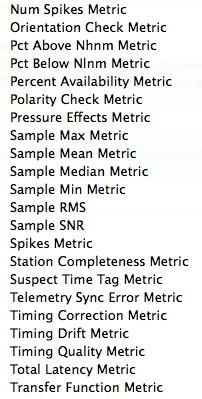 Num Spikes Metric
Orientation Check Metric
Pct Above Nhnm Metric
Pct Below Nlnm Metric
Percent Availability Metric
Polarity Check Metric
Pressure Effects Metric
Sample Max Metric
Sample Mean Metric
Sample Median Metric
Sample Min Metric
Sample RMS
Sample SNR
Spikes Metric
Station Completeness Metric
Suspect Time Tag Metric
Telemetry Sync Error Metric
Timing Correction Metric
Timing Drift Metric
Timing Quality Metric
Total Latency Metric
Transfer Function Metric